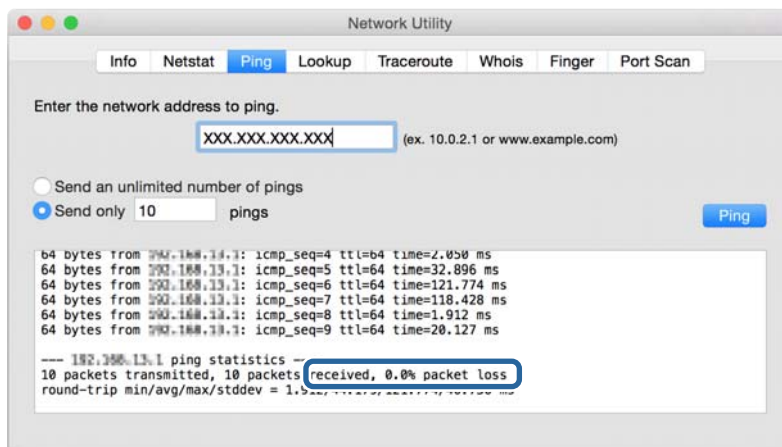 Network Utility
Info Netstat Ping Lookup Traceroute Whois Finger Port Scan
Enter the network address to ping.
XXX.XXX.XXX.XXX (ex. 10.0.2.1 or www.example.com)
Send an unlimited number of pings
Send only 10 pings
Ping
64 bytes from : icmp_seq=4 ttl=64 time=2.050 ms
64 bytes from : icmp_seq=5 ttl=64 time=32.896 ms
64 bytes from : icmp_seq=6 ttl=64 time=121.774 ms
64 bytes from : icmp_seq=7 ttl=64 time=118.428 ms
64 bytes from : icmp_seq=8 ttl=64 time=1.912 ms
64 bytes from : icmp_seq=9 ttl=64 time=20.127 ms
--- ping statistics --
10 packets transmitted, 10 packets received, 0.0% packet loss
round-trip min/avg/max/stddev = ms